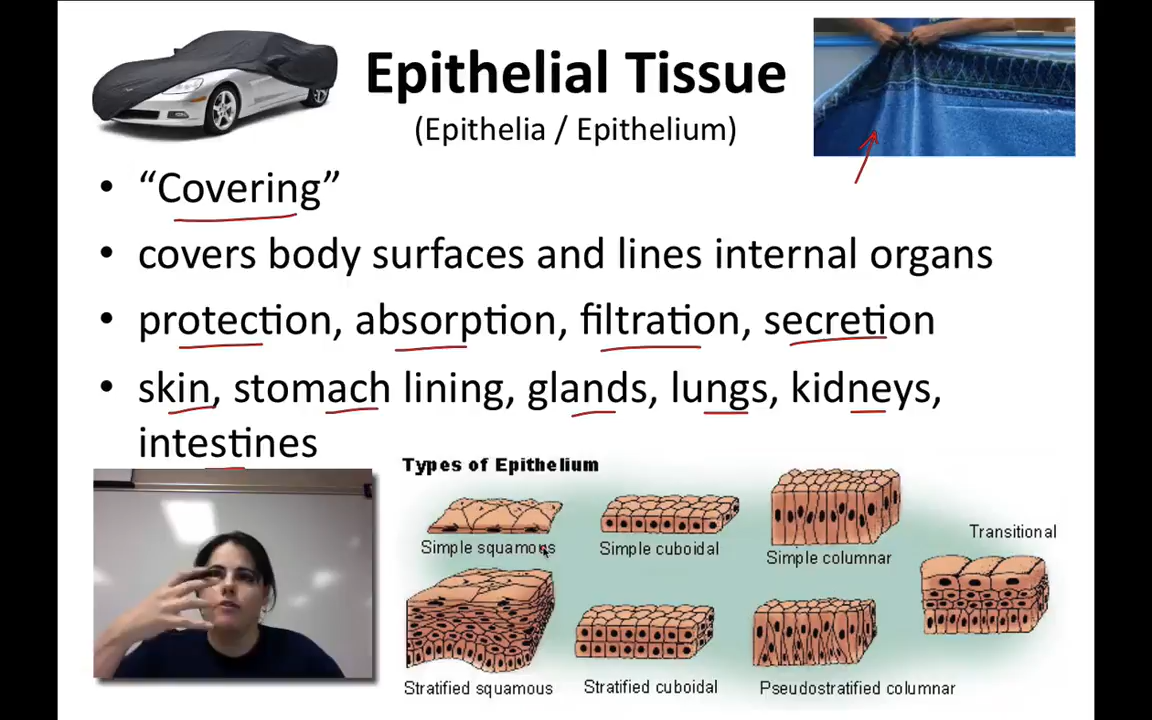 Epithelial Tissue
(Epithelia / Epithelium)
• “Covering”
• covers body surfaces and lines internal organs
• protection, absorption, filtration, secretion
• skin, stomach lining, glands, lungs, kidneys,
intestines
Types of Epithelium
Simple squamous
Simple cuboidal
Simple columnar
Transitional
Stratified squamous
Stratified cuboidal
Pseudostratified columnar